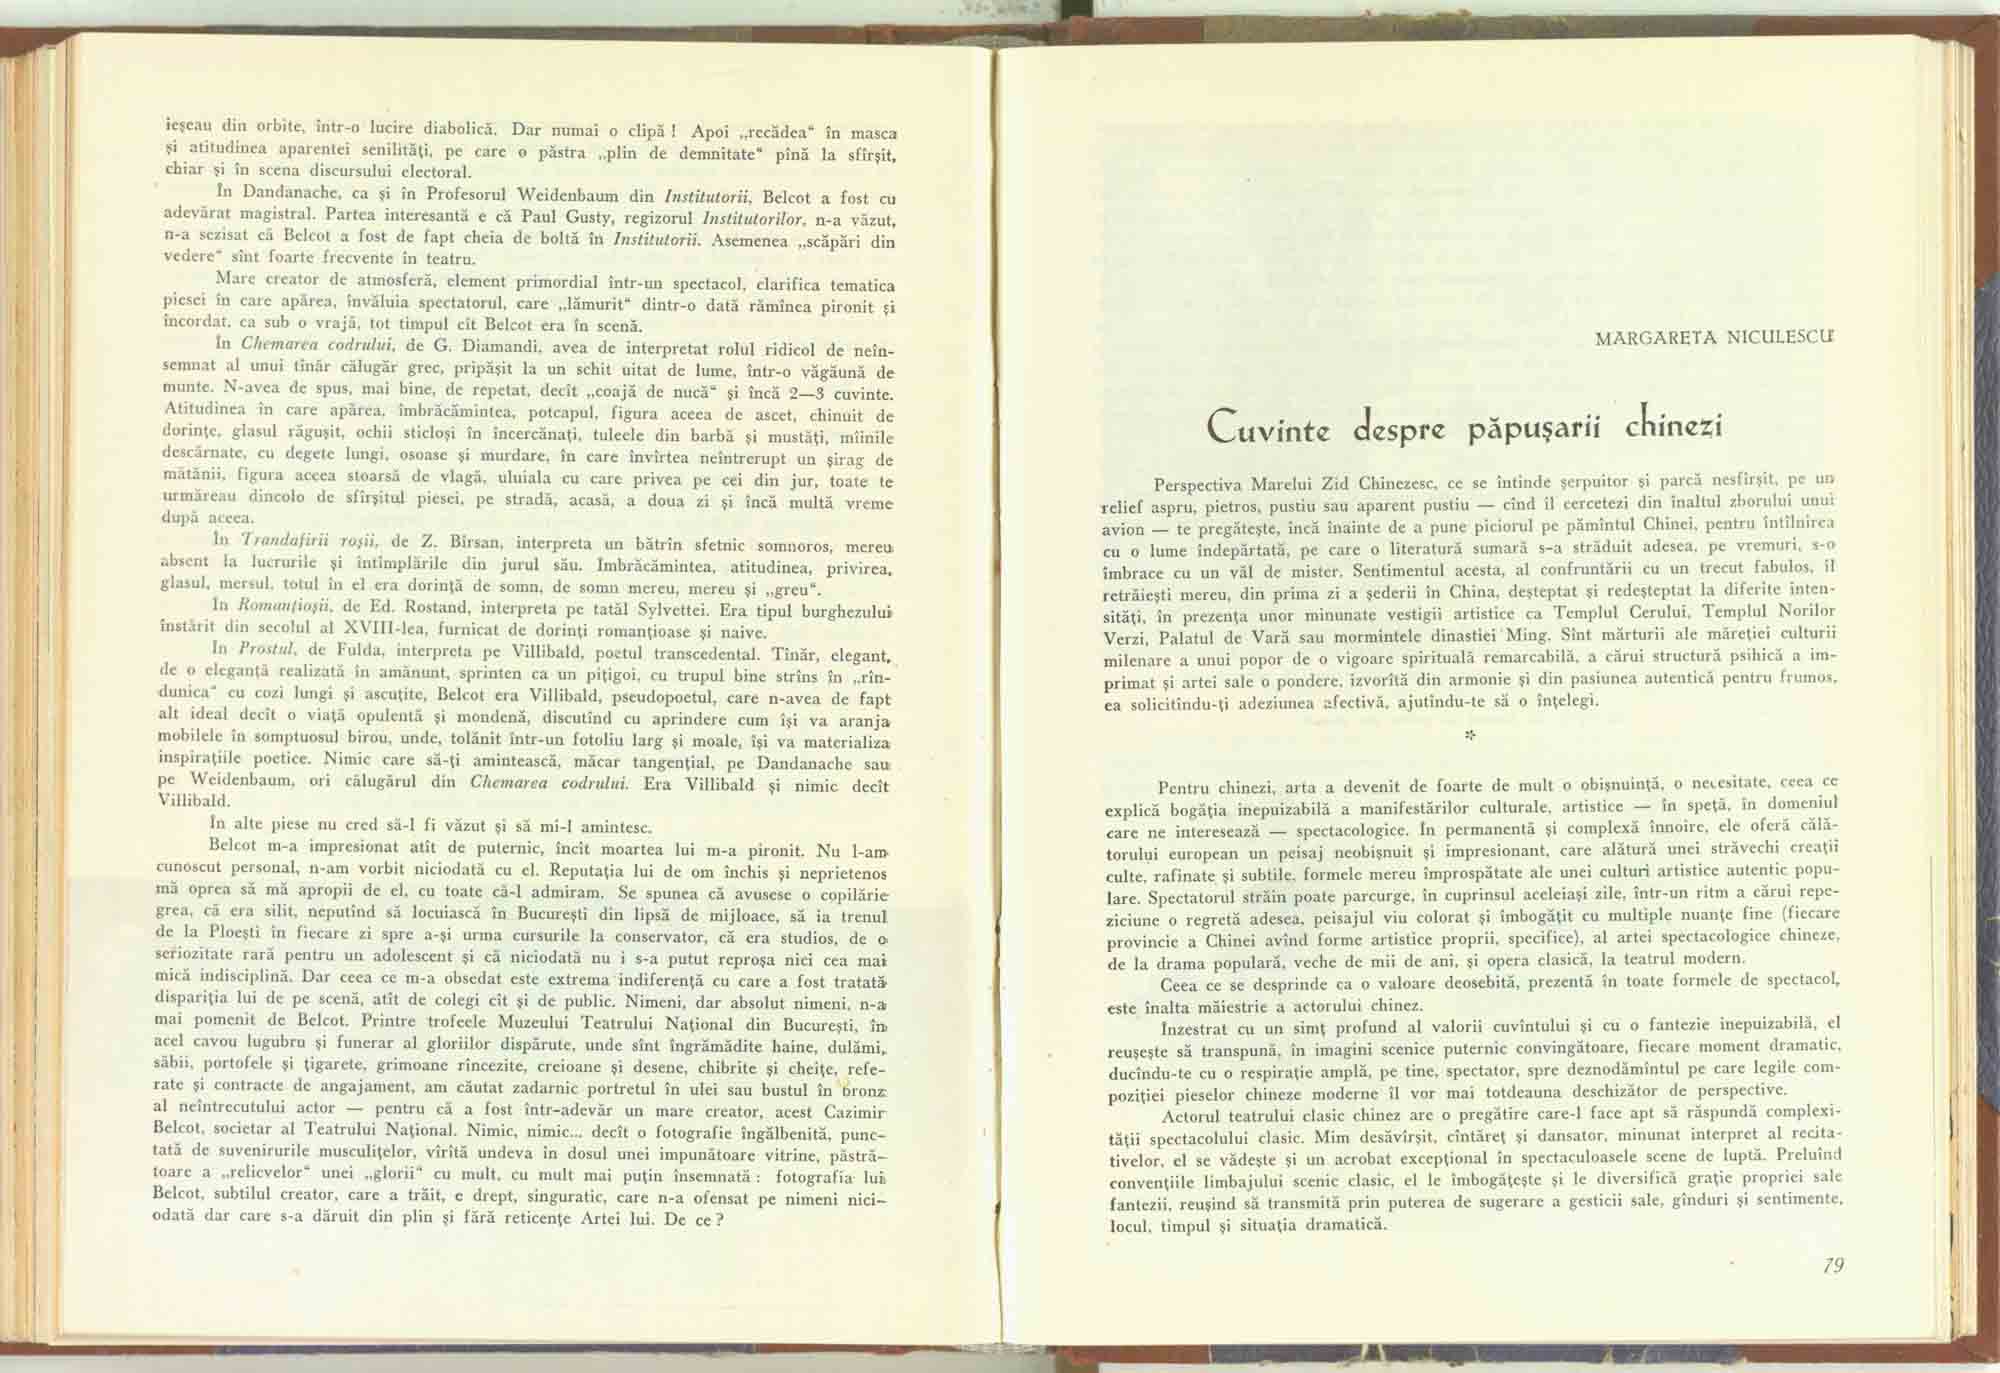 ieşeau din orbite, într-o lucire diabolică. Dar numai o clipă ! Apoi „recădea“ în masca
şi atitudinea aparentei senilităţi, pe care o păstra „plin de demnitate“ pînă la sfîrşit,
chiar şi în scena discursului electoral.
În Dandanache, ca şi în Profesorul Weidenbaum din Institutorii, Belcot a fost cu
adevărat magistral. Partea interesantă e că Paul Gusty, regizorul Institutorilor, n-a văzut,
n-a sezisat că Belcot a fost de fapt cheia de boltă în Institutorii. Asemenea „scăpări din
vedere“ sînt foarte frecvente în teatru.
Mare creator de atmosferă, element primordial într-un spectacol, clarifica tematica
piesei în care apărea, învăluia spectatorul, care „lămurit“ dintr-o dată rămînea pironit şi
încordat, ca sub o vrajă, tot timpul cît Belcot era în scenă.
În Chemarea codrului, de G. Diamandi, avea de interpretat rolul ridicol de neîn-
semnat al unui tînăr călugăr grec, pripăşit la un schit uitat de lume, într-o văgăună de
munte. N-avea de spus, mai bine, de repetat, decît „coajă de nucă“ şi încă 2—3 cuvinte.
Atitudinea în care apărea, îmbrăcămintea, potcapul, figura aceea de ascet, chinuit de
dorinţe, glasul răguşit, ochii sticloşi în încercănaţi, tuleele din barbă şi mustăţi, mîinile
descărnate, cu degete lungi, osoase şi murdare, în care învîrtea neîntrerupt un şirag de
mătănii, figura aceea stoarsă de vlagă, uluiala cu care privea pe cei din jur, toate te
urmăreau dincolo de sfîrşitul piesei, pe stradă, acasă, a doua zi şi încă multă vreme
după aceea.
În Trandafirii roşii, de Z. Bîrsan, interpreta un bătrîn sfetnic somnoros, mereu
absent la lucrurile şi întîmplările din jurul său. Îmbrăcămintea, atitudinea, privirea,
glasul, mersul, totul în el era dorinţă de somn, de somn mereu, mereu şi „greu“.
În Romanţioşii, de Ed. Rostand, interpreta pe tatăl Sylvettei. Era tipul burghezului
înstărit din secolul al XVIII-lea, furnicat de dorinţi romanţioase şi naive.
În Prostul, de Fulda, interpreta pe Villibald, poetul transcedental. Tînăr, elegant,
de o eleganţă realizată în amănunt, sprinten ca un piţigoi, cu trupul bine strîns în „rîn-
dunica“ cu cozi lungi şi ascuţite, Belcot era Villibald, pseudopoetul, care n-avea de fapt
alt ideal decît o viaţă opulentă şi mondenă, discutînd cu aprindere cum îşi va aranja
mobilele în somptuosul birou, unde, tolănit într-un fotoliu larg şi moale, îşi va materializa
inspiraţiile poetice. Nimic care să-ţi amintească, măcar tangenţial, pe Dandanache sau
pe Weidenbaum, ori călugărul din Chemarea codrului. Era Villibald şi nimic decît
Villibald.
În alte piese nu cred să-l fi văzut şi să mi-l amintesc.
Belcot m-a impresionat atît de puternic, încît moartea lui m-a pironit. Nu l-am
cunoscut personal, n-am vorbit niciodată cu el. Reputaţia lui de om închis şi neprietenos
mă oprea să mă apropii de el, cu toate că-l admiram. Se spunea că avusese o copilărie
grea, că era silit, neputînd să locuiască în Bucureşti din lipsă de mijloace, să ia trenul
de la Ploeşti în fiecare zi spre a-şi urma cursurile la conservator, că era studios, de o
seriozitate rară pentru un adolescent şi că niciodată nu i s-a putut reproşa nici cea mai
mică indisciplină. Dar ceea ce m-a obsedat este extrema indiferenţă cu care a fost tratată
dispariţia lui de pe scenă, atît de colegi cît şi de public. Nimeni, dar absolut nimeni, n-a
mai pomenit de Belcot. Printre trofeele Muzeului Teatrului Naţional din Bucureşti, în
acel cavou lugubru şi funerar al gloriilor dispărute, unde sînt îngrămădite haine, dulămi,
săbii, portofele şi ţigarete, grimoane rîncezite, creioane şi desene, chibrite şi cheiţe, refe-
rate şi contracte de angajament, am căutat zadarnic portretul în ulei sau bustul în bronz
al neîntrecutului actor — pentru că a fost într-adevăr un mare creator, acest Cazimir
Belcot, societar al Teatrului Naţional. Nimic, nimic... decît o fotografie îngălbenită, punc-
tată de suvenirurile musculiţelor, vîrîtă undeva in dosul unei impunătoare vitrine, păstră-
toare a „relicvelor“ unei „glorii“ cu mult, cu mult mai puţin însemnată : fotografia lui
Belcot, subtilul creator, care a trăit, e drept, singuratic, care n-a ofensat pe nimeni nici-
odată dar care s-a dăruit din plin şi fără reticenţe Artei lui. De ce ?
MARGARETA NICULESCU
Cuvinte despre păpuşarii chinezi
Perspectiva Marelui Zid Chinezesc, ce se întinde şerpuitor şi parcă nesfîrşit, pe un
relief aspru, pietros, pustiu sau aparent pustiu — cînd îl cercetezi din înaltul zborului unui
avion — te pregăteşte, încă înainte de a pune piciorul pe pămîntul Chinei, pentru întîlnirea
cu o lume îndepărtată, pe care o literatură sumară s-a străduit adesea, pe vremuri, s-o
îmbrace cu un văl de mister. Sentimentul acesta, al confruntării cu un trecut fabulos, îl
retrăieşti mereu, din prima zi a şederii în China, deşteptat şi redeşteptat la diferite inten-
sităţi, în prezenţa unor minunate vestigii artistice ca Templul Cerului, Templul Norilor
Verzi, Palatul de Vară sau mormintele dinastiei Ming. Sînt mărturii ale măreţiei culturii
milenare a unui popor de o vigoare spirituală remarcabilă, a cărui structură psihică a im-
primat şi artei sale o pondere, izvorîtă din armonie şi din pasiunea autentică pentru frumos,
ea solicitîndu-ţi adeziunea afectivă, ajutîndu-te să o înţelegi.
*
Pentru chinezi, arta a devenit de foarte de mult o obişnuinţă, o necesitate, ceea ce
explică bogăţia inepuizabilă a manifestărilor culturale, artistice — în speţă, în domeniul
care ne interesează — spectacologice. În permanentă şi complexă înnoire, ele oferă călă-
torului european un peisaj neobişnuit şi impresionant, care alătură unei străvechi creaţii
culte, rafinate şi subtile, formele mereu împrospătate ale unei culturi artistice autentic popu-
lare. Spectatorul străin poate parcurge, în cuprinsul aceleiaşi zile, într-un ritm a cărui repe-
ziciune o regretă adesea, peisajul viu colorat şi îmbogăţit cu multiple nuanţe fine (fiecare
provincie a Chinei avînd forme artistice proprii, specifice), al artei spectacologice chineze,
de la drama populară, veche de mii de ani, şi opera clasică, la teatrul modern.
Ceea ce se desprinde ca o valoare deosebită, prezentă în toate formele de spectacol,
este înalta măiestrie a actorului chinez.
Înzestrat cu un simţ profund al valorii cuvîntului şi cu o fantezie inepuizabilă, el
reuşeşte să transpună, în imagini scenice puternic convingătoare, fiecare moment dramatic,
ducîndu-te cu o respiraţie amplă, pe tine, spectator, spre deznodămîntul pe care legile com-
poziţiei pieselor chineze moderne îl vor mai totdeauna deschizător de perspective.
Actorul teatrului clasic chinez are o pregătire care-l face apt să răspundă complexi-
tăţii spectacolului clasic. Mim desăvîrşit, cîntăreţ şi dansator, minunat interpret al recita-
tivelor, el se vădeşte şi un acrobat excepţional în spectaculoasele scene de luptă. Preluînd
convenţiile limbajului scenic clasic, el le îmbogăţeşte şi le diversifică graţie propriei sale
fantezii, reuşind să transmită prin puterea de sugerare a gesticii sale, gînduri şi sentimente,
locul, timpul şi situaţia dramatică.
79